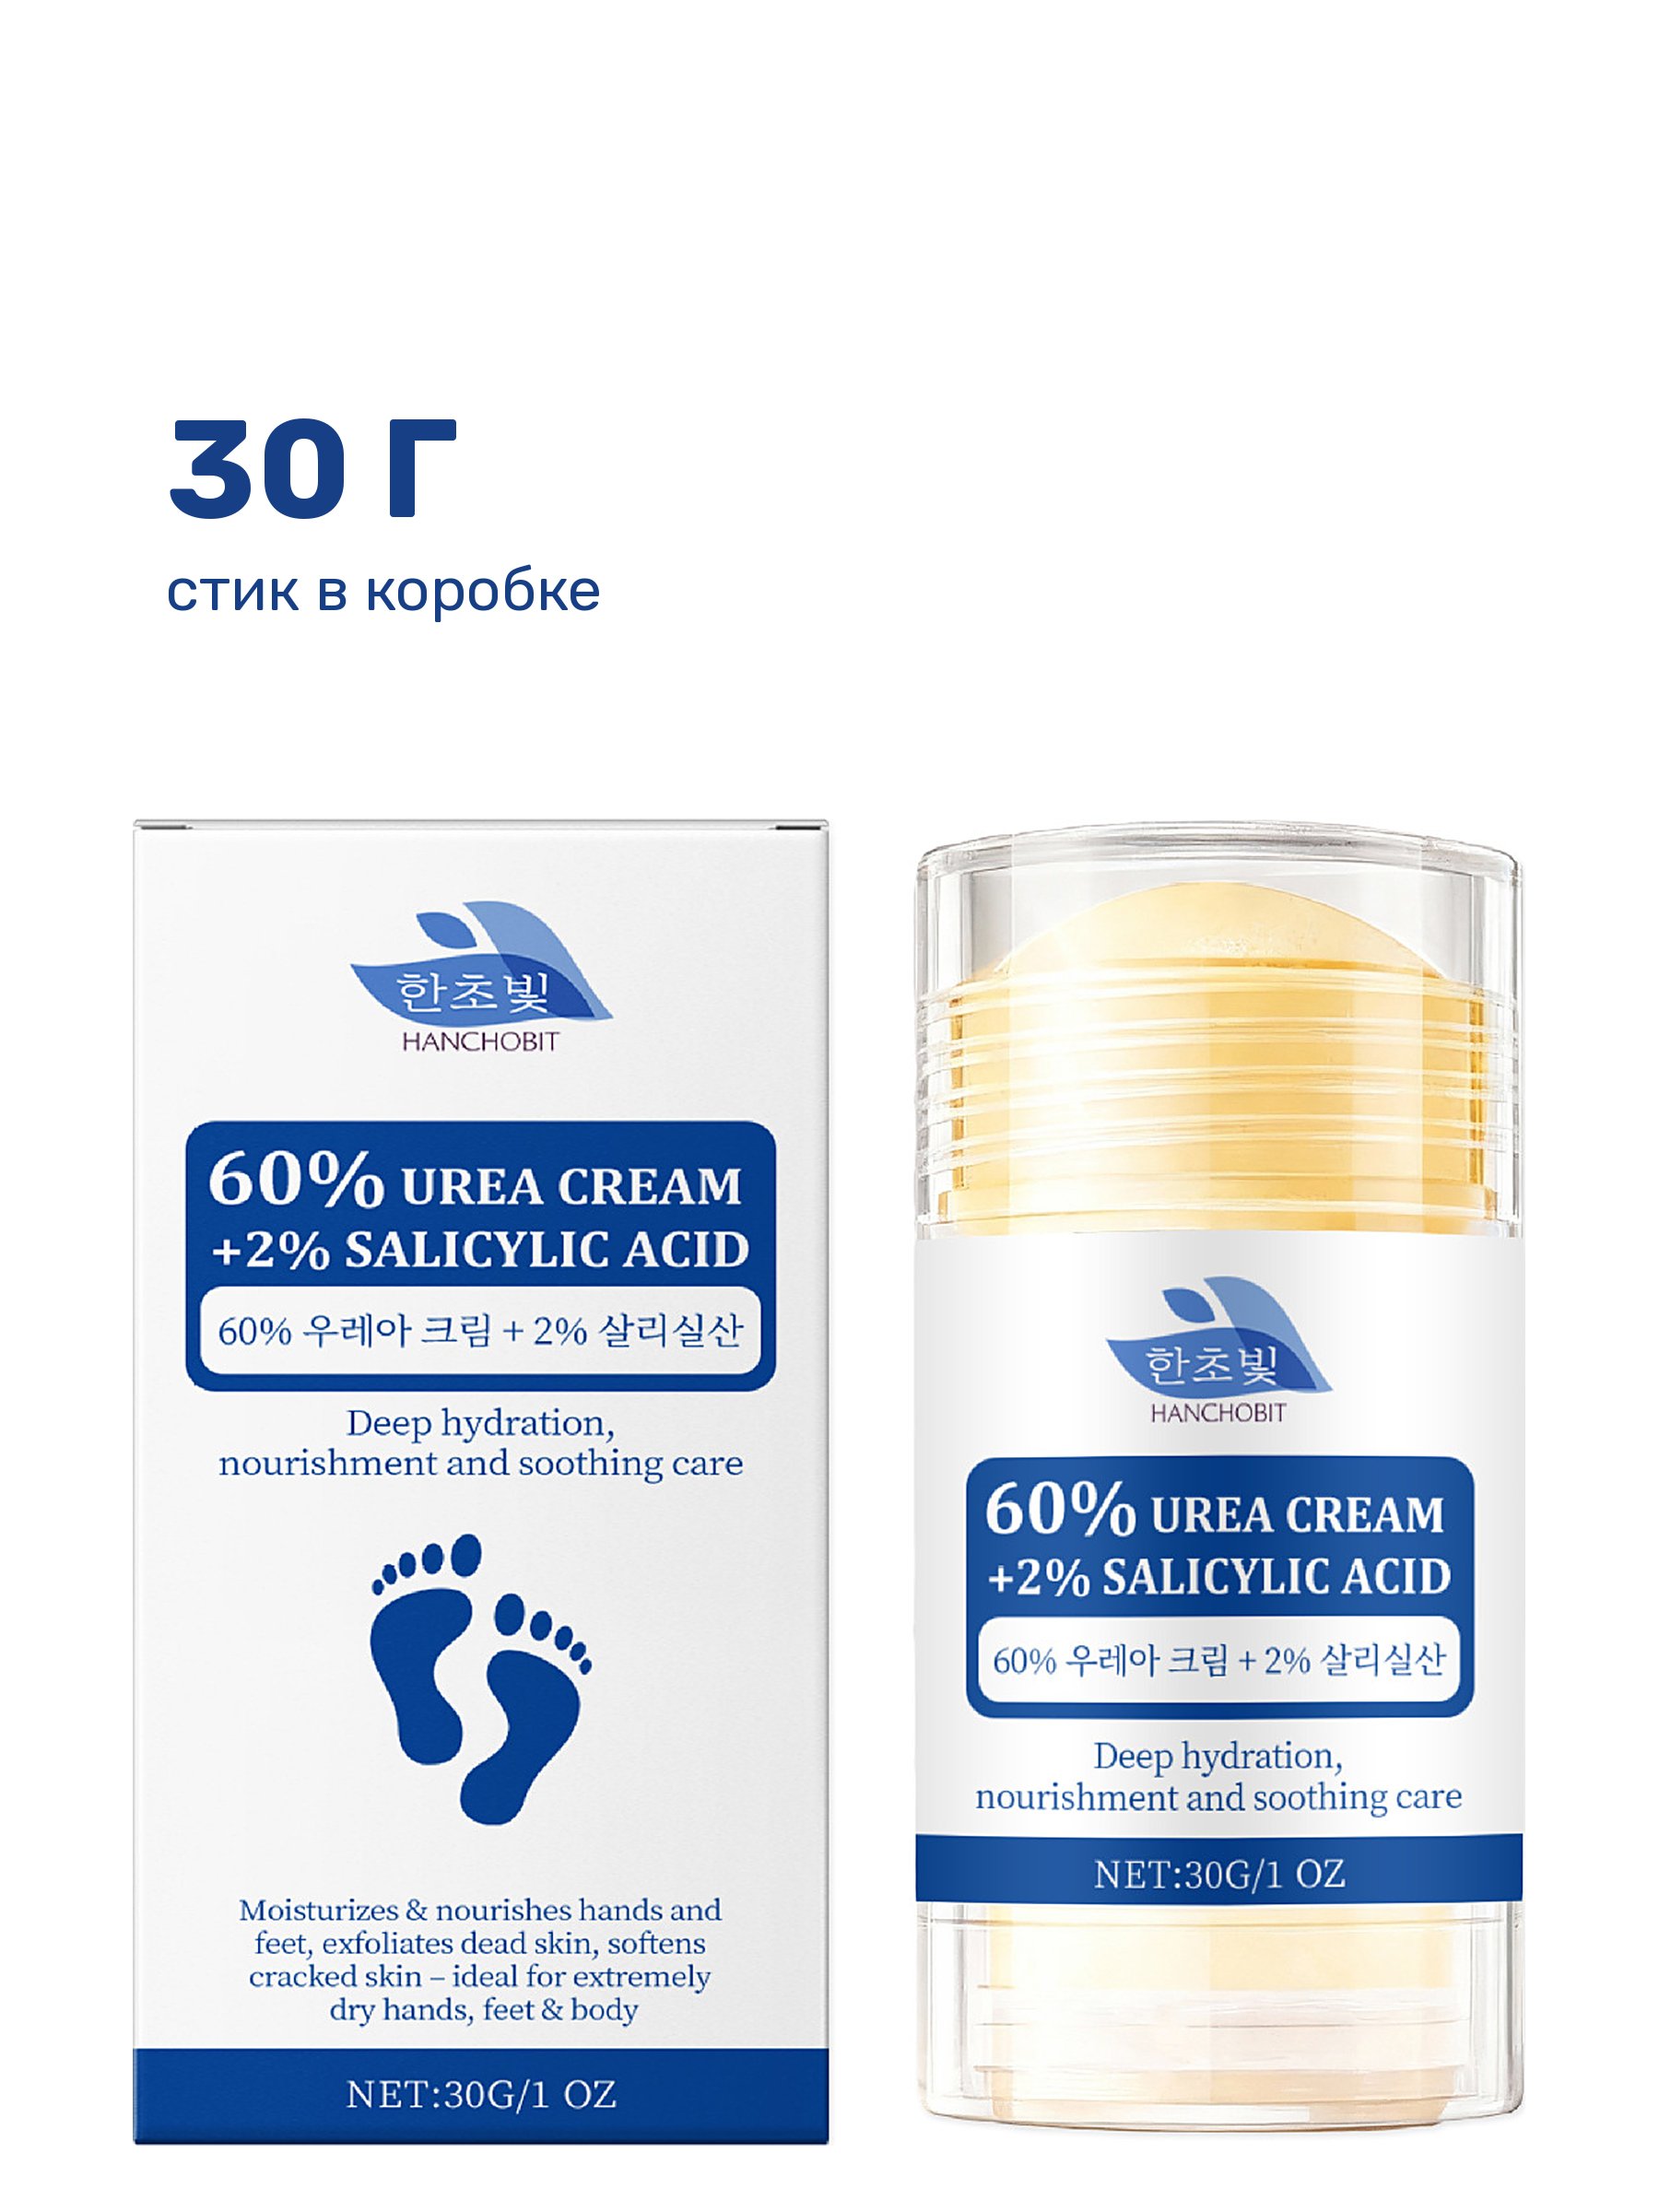 30 Г
стик в коробке
한초빛
HANCHOBIT
60% UREA CREAM
+2% SALICYLIC ACID
60% 우레아 크림 + 2% 살리실산
Deep hydration,
nourishment and soothing care
Moisturizes & nourishes hands and
feet, exfoliates dead skin, softens
cracked skin – ideal for extremely
dry hands, feet & body
NET:30G/1 OZ
한초빛
HANCHOBIT
60% UREA CREAM
+2% SALICYLIC ACID
60% 우레아 크림 + 2% 살리실산
Deep hydration,
nourishment and soothing care
NET:30G/1 OZ